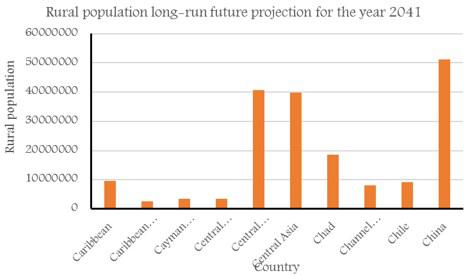 Rural population long-run future projection for the year 2041
60000000
50000000
40000000
30000000
20000000
10000000
0
Rural population
Caribbean
Caribbean...
Cayman...
Central...
Central...
Central Asia
Chad
Channel...
Chile
China
Country